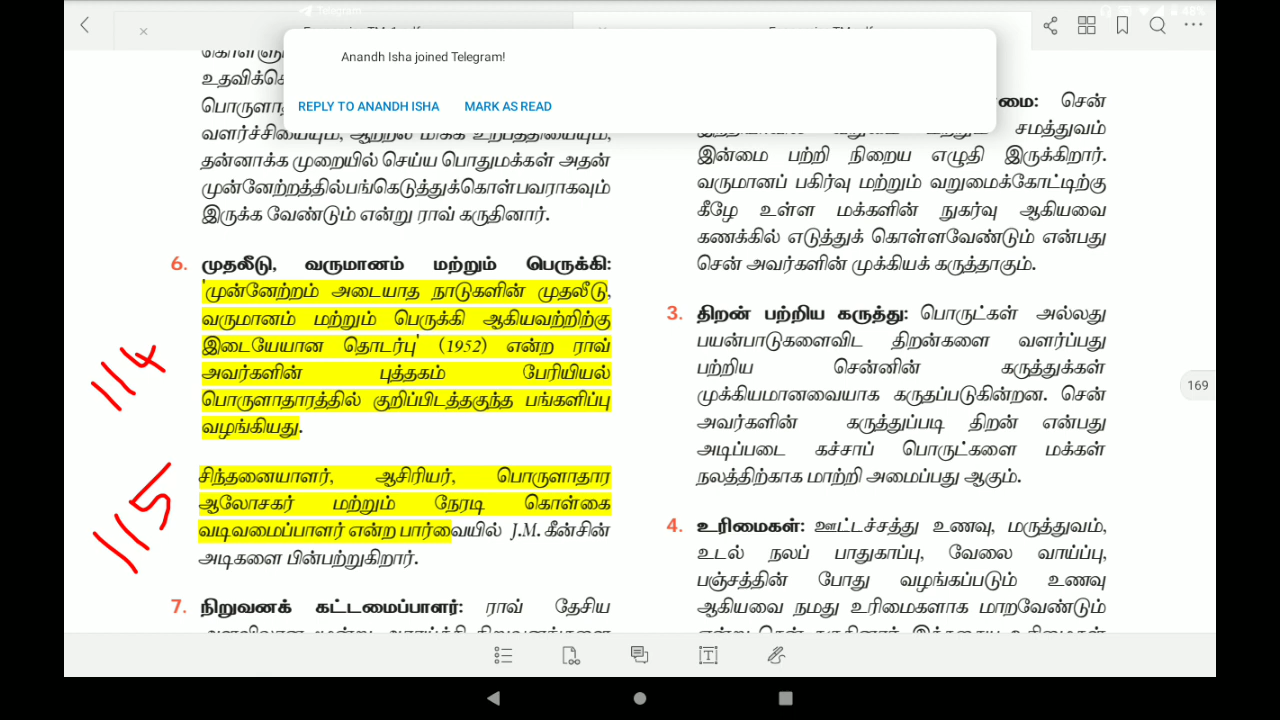 Telegram
48%
Anandh Isha joined Telegram!
REPLY TO ANANDH ISHA MARK AS READ
வளர்ச்சியையும், ஆற்றல் மிக்க உற்பத்தியையும்,
தன்னாக்க முறையில் செய்ய பொதுமக்கள் அதன்
முன்னேற்றத்தில்பங்கெடுத்துக்கொள்பவராகவும்
இருக்க வேண்டும் என்று ராவ் கருதினார்.
6. முதலீடு, வருமானம் மற்றும் பெருக்கி:
'முன்னேற்றம் அடையாத நாடுகளின் முதலீடு,
வருமானம் மற்றும் பெருக்கி ஆகியவற்றிற்கு
இடையேயான தொடர்பு' (1952) என்ற ராவ்
அவர்களின் புத்தகம் பேரியியல்
பொருளாதாரத்தில் குறிப்பிடத்தகுந்த பங்களிப்பு
வழங்கியது.
114
சிந்தனையாளர், ஆசிரியர், பொருளாதார
ஆலோசகர் மற்றும் நேரடி கொள்கை
வடிவமைப்பாளர் என்ற பார்வையில் J.M. கீன்சின்
அடிகளை பின்பற்றுகிறார்.
115
7. நிறுவனக் கட்டமைப்பாளர்: ராவ் தேசிய
மை: சென்
சமத்துவம்
இன்மை பற்றி நிறைய எழுதி இருக்கிறார்.
வருமானப் பகிர்வு மற்றும் வறுமைக்கோட்டிற்கு
கீழே உள்ள மக்களின் நுகர்வு ஆகியவை
கணக்கில் எடுத்துக் கொள்ளவேண்டும் என்பது
சென் அவர்களின் முக்கியக் கருத்தாகும்.
3. திறன் பற்றிய கருத்து: பொருட்கள் அல்லது
பயன்பாடுகளைவிட திறன்களை வளர்ப்பது
பற்றிய சென்னின் கருத்துக்கள்
முக்கியமானவையாக கருதப்படுகின்றன. சென்
அவர்களின் கருத்துப்படி திறன் என்பது
அடிப்படை கச்சாப் பொருட்களை மக்கள்
நலத்திற்காக மாற்றி அமைப்பது ஆகும்.
4. உரிமைகள்: ஊட்டச்சத்து உணவு, மருத்துவம்,
உடல் நலப் பாதுகாப்பு, வேலை வாய்ப்பு,
பஞ்சத்தின் போது வழங்கப்படும் உணவு
ஆகியவை நமது உரிமைகளாக மாறவேண்டும்
169